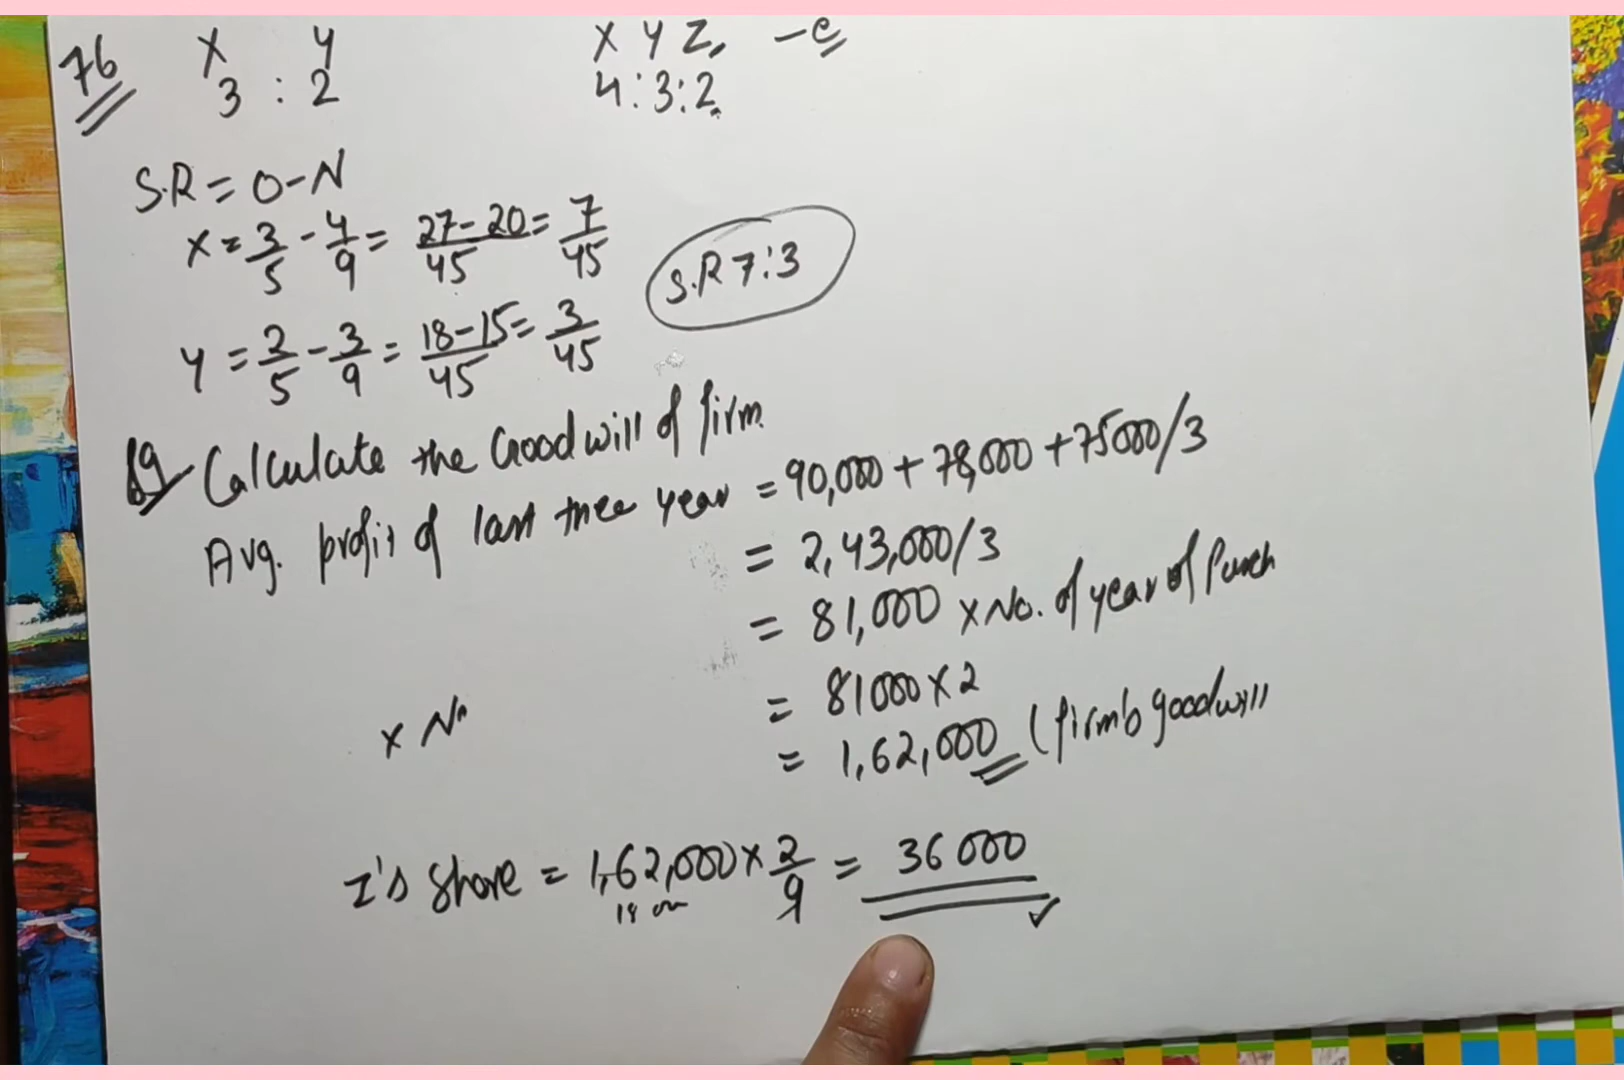 76 X Y X Y Z, -e
3 : 2 4:3:2
S.R = O-N
X = 3/5 - 4/9 = 27-20/45 = 7/45
S.R 7:3
Y = 2/5 - 3/9 = 18-15/45 = 3/45
Calculate the Goodwill of firm.
Avg. profit of last three year = 90,000 + 78,000 + 75000/3
= 2,43,000/3
= 81,000 x No. of year of Purch
= 81000 x 2
x No
= 1,62,000 (firm's goodwill
Z's share = 1,62,000 x 2/9 = 36000